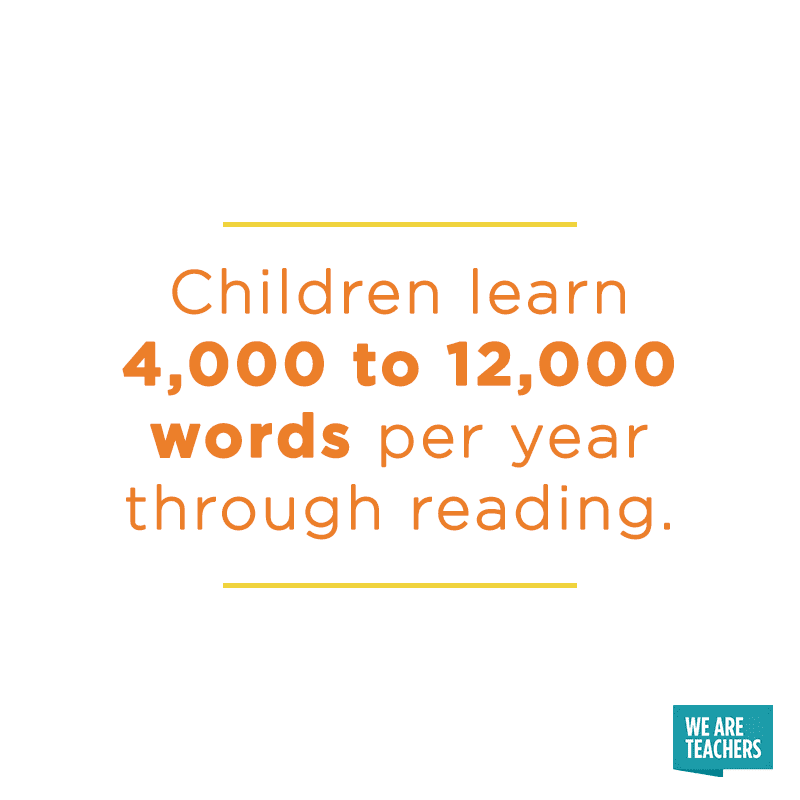 Children learn
4,000 to 12,000
words per year
through reading.
WE ARE
TEACHERS